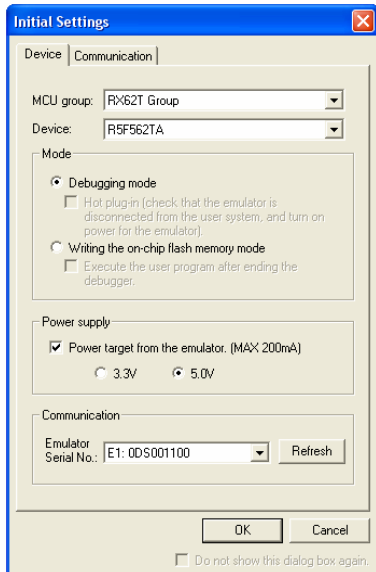 Initial Settings
Device Communication
MCU group: RX62T Group
Device: R5F562TA
Mode
Debugging mode
Hot plug-in (check that the emulator is
disconnected from the user system, and turn on
power for the emulator).
Writing the on-chip flash memory mode
Execute the user program after ending the
debugger.
Power supply
Power target from the emulator. (MAX 200mA)
3.3V 5.0V
Communication
Emulator
Serial No.: E1: 0DS001100 Refresh
OK Cancel
Do not show this dialog box again.